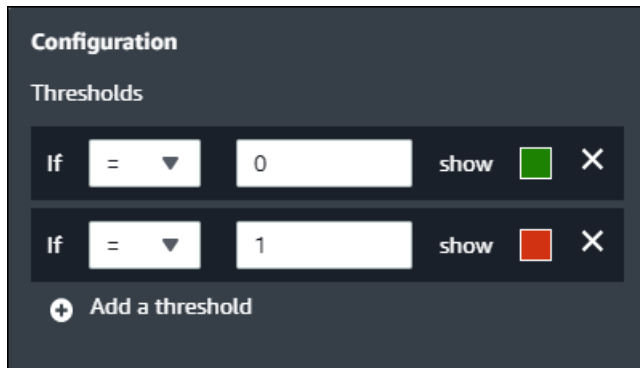 Configuration
Thresholds
If = 0 show
If = 1 show
Add a threshold